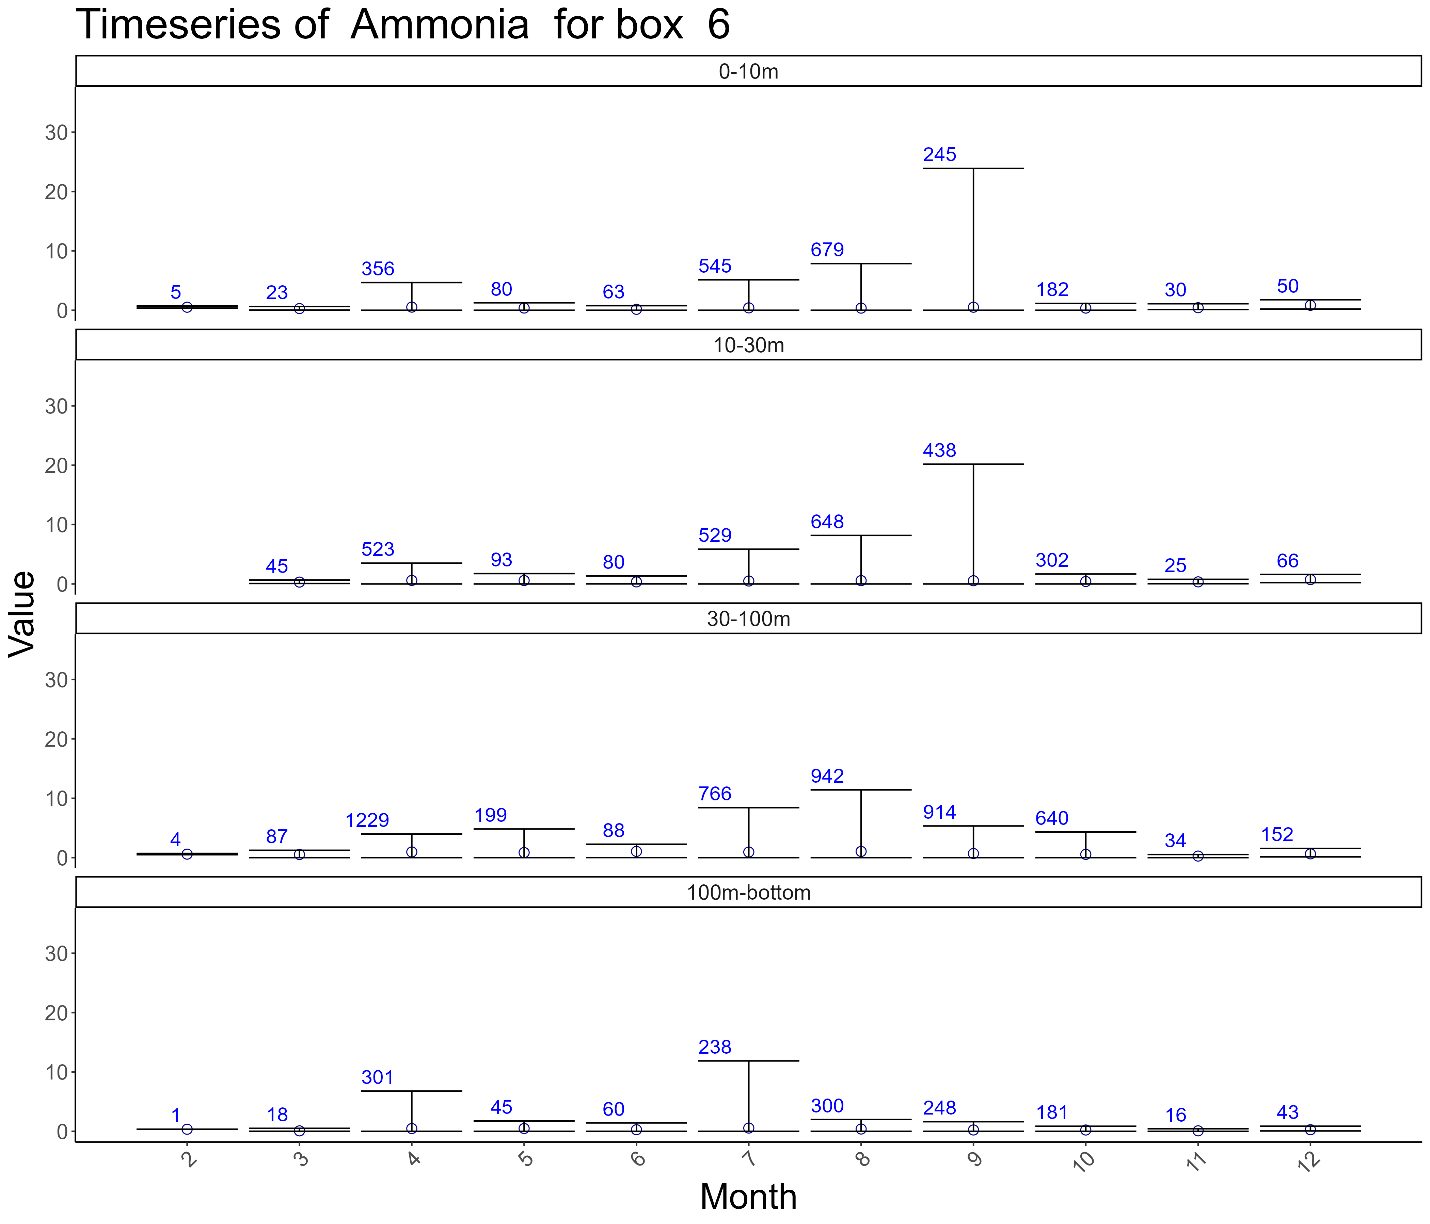 Timeseries of  Ammonia  for box  6
0-10m
30
20
10
0
5 23 356 80 63 545 679 245 182 30 50
10-30m
30
20
10
0
45 523 93 80 529 648 438 302 25 66
30-100m
30
20
10
0
4 87 1229 199 88 766 942 914 640 34 152
100m-bottom
30
20
10
0
1 18 301 45 60 238 300 248 181 16 43
2 3 4 5 6 7 8 9 10 11 12
Month
Value